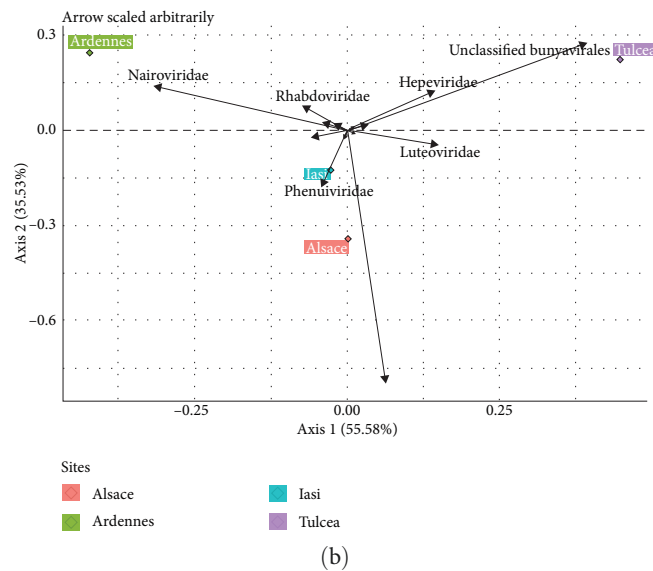 Arrow scaled arbitrarily
0.3
Ardennes
Unclassified bunyavirales
Tulcea
Nairoviridae
Hepeviridae
Rhabdoviridae
0.0
Luteoviridae
Iasi
Phenuiviridae
Alsace
−0.3
−0.6
Axis 2 (35.53%)
−0.25
0.00
0.25
Axis 1 (55.58%)
Sites
Alsace
Iasi
Ardennes
Tulcea
(b)